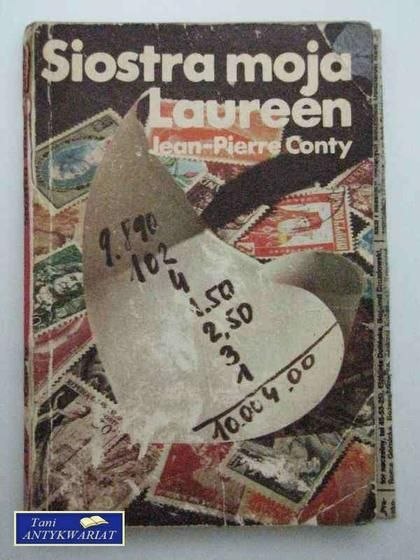 Siostra moja
Laureen
Jean-Pierre Conty
9.890
102
4
1.50
2,50
3
1
10.004.00
Tani
ANTYKWARIAT